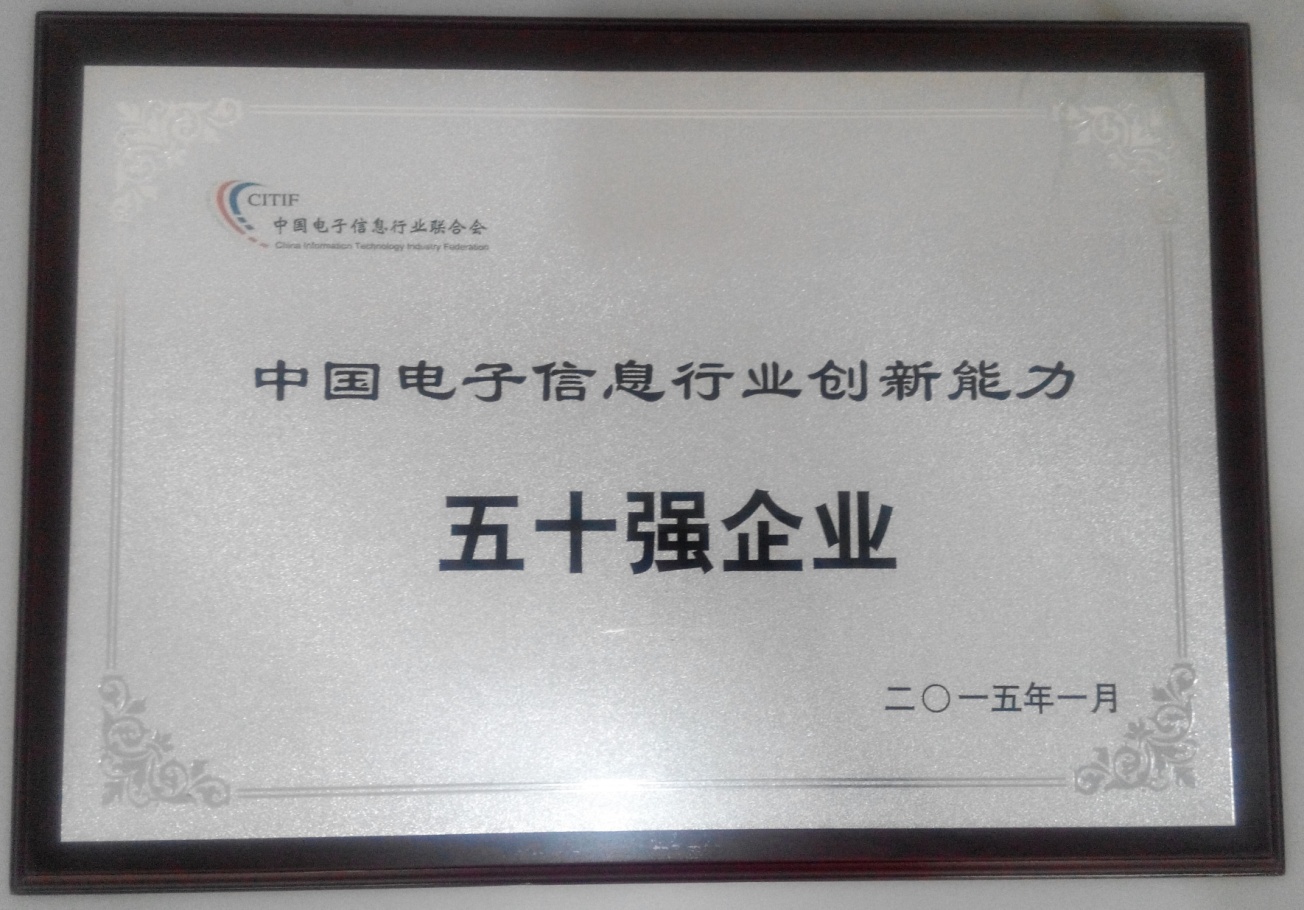 CITIF
中国电子信息行业联合会
China Information Technology Industry Federation
中国电子信息行业创新能力
五十强企业
二〇一五年一月